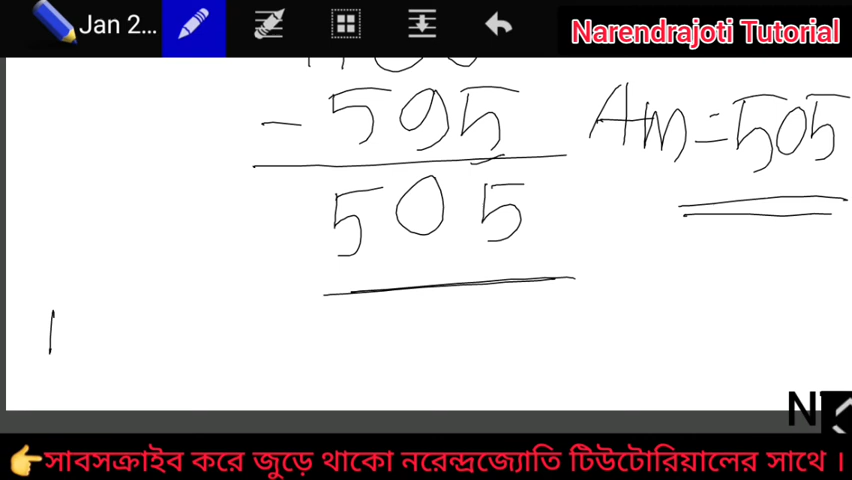 Jan 2...
Narendrajoti Tutorial
- 595
Am = 505
505
👉সাবসক্রাইব করে জুড়ে থাকো নরেন্দ্রজ্যোতি টিউটোরিয়ালের সাথে ।